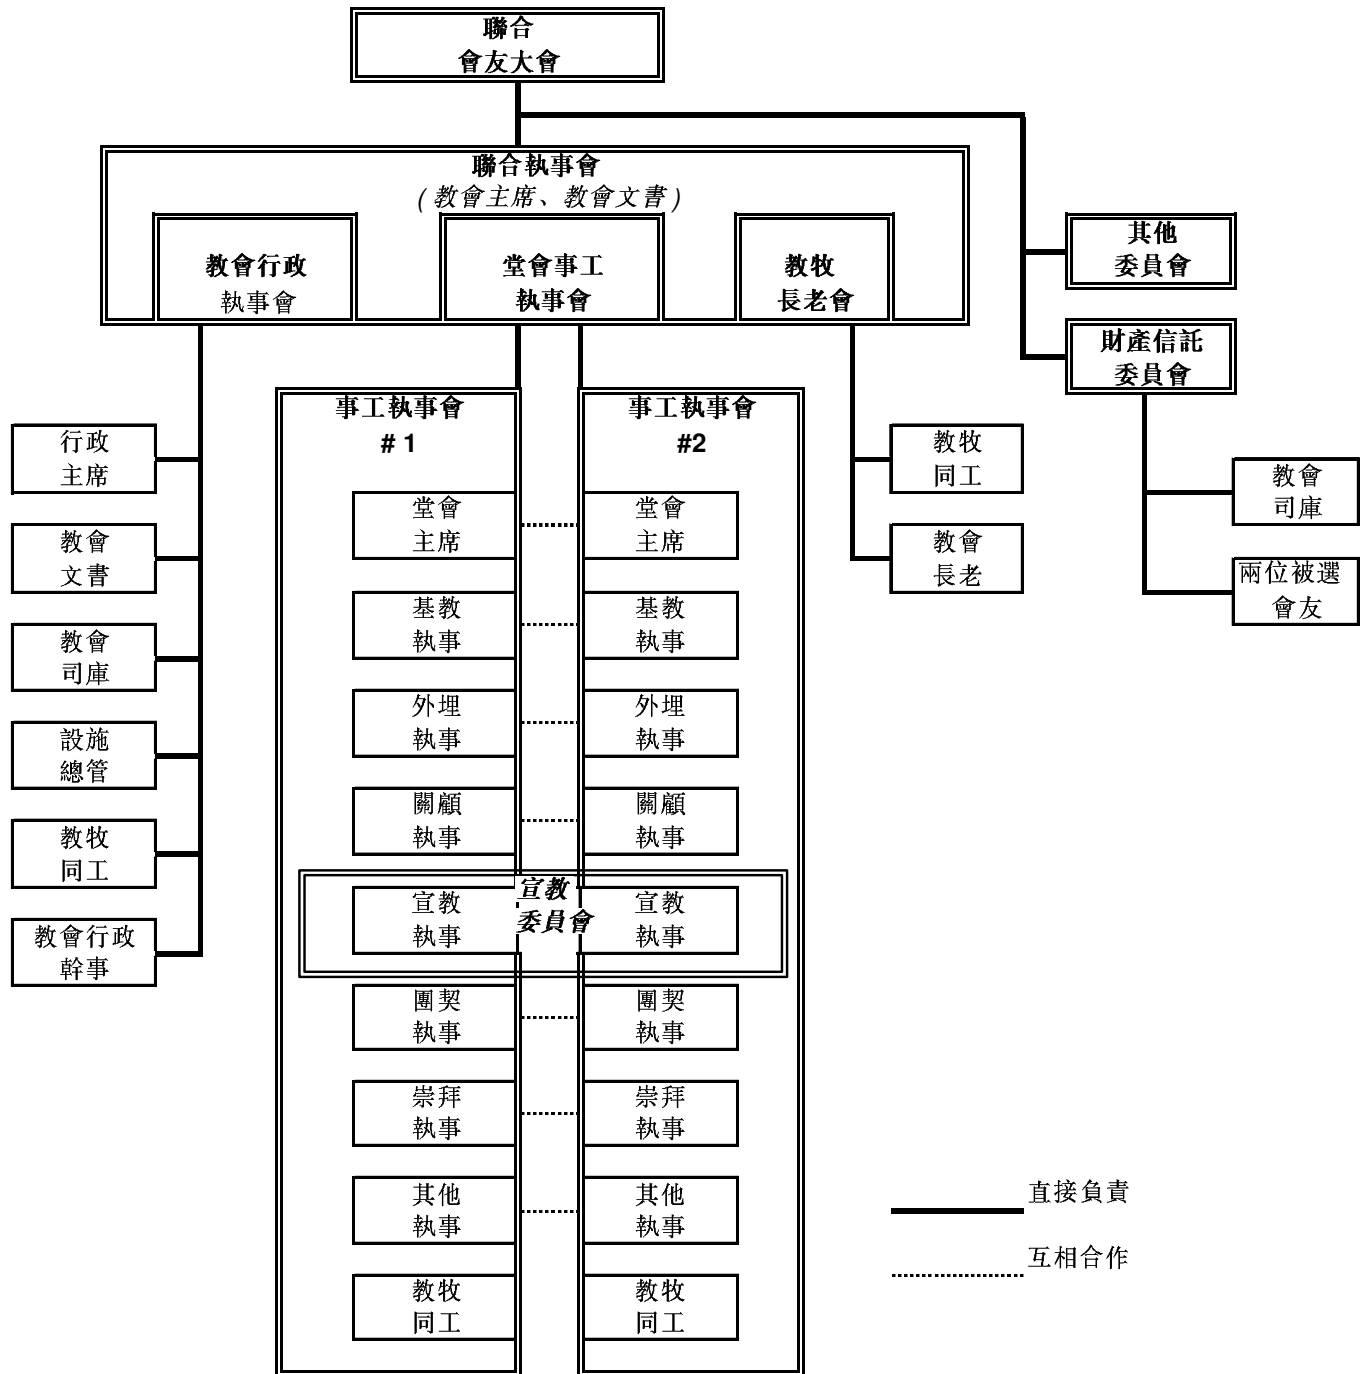 聯合
會友大會
聯合執事會
(教會主席、教會文書)
教會行政
執事會
堂會事工
執事會
教牧
長老會
其他
委員會
財產信託
委員會
教會
司庫
兩位被選
會友
行政
主席
教會
文書
教會
司庫
設施
總管
教牧
同工
教會行政
幹事
事工執事會
# 1
堂會
主席
基教
執事
外埋
執事
關顧
執事
宣教
執事
團契
執事
崇拜
執事
其他
執事
教牧
同工
宣教
委員會
事工執事會
#2
堂會
主席
基教
執事
外埋
執事
關顧
執事
宣教
執事
團契
執事
崇拜
執事
其他
執事
教牧
同工
教牧
同工
教會
長老
直接負責
互相合作